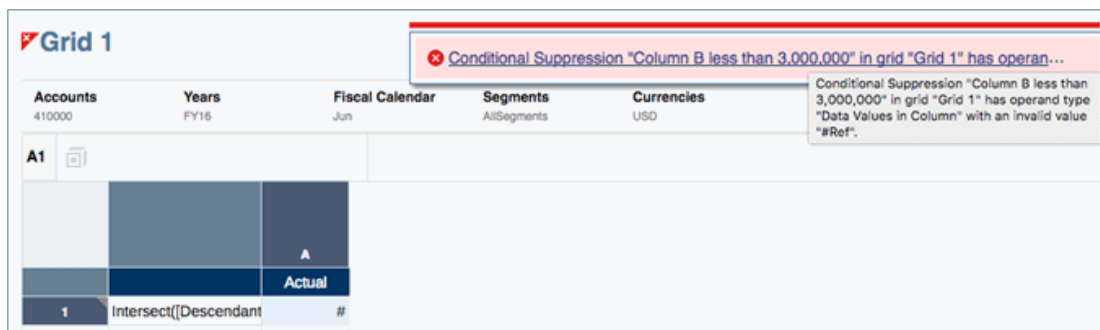 Grid 1
Conditional Suppression "Column B less than 3,000,000" in grid "Grid 1" has operan...
Conditional Suppression "Column B less than
3,000,000" in grid "Grid 1" has operand type
"Data Values in Column" with an invalid value
"#Ref".
Accounts Years Fiscal Calendar Segments Currencies
410000 FY16 Jun AllSegments USD
A1
A
Actual
1 Intersect([Descendant #